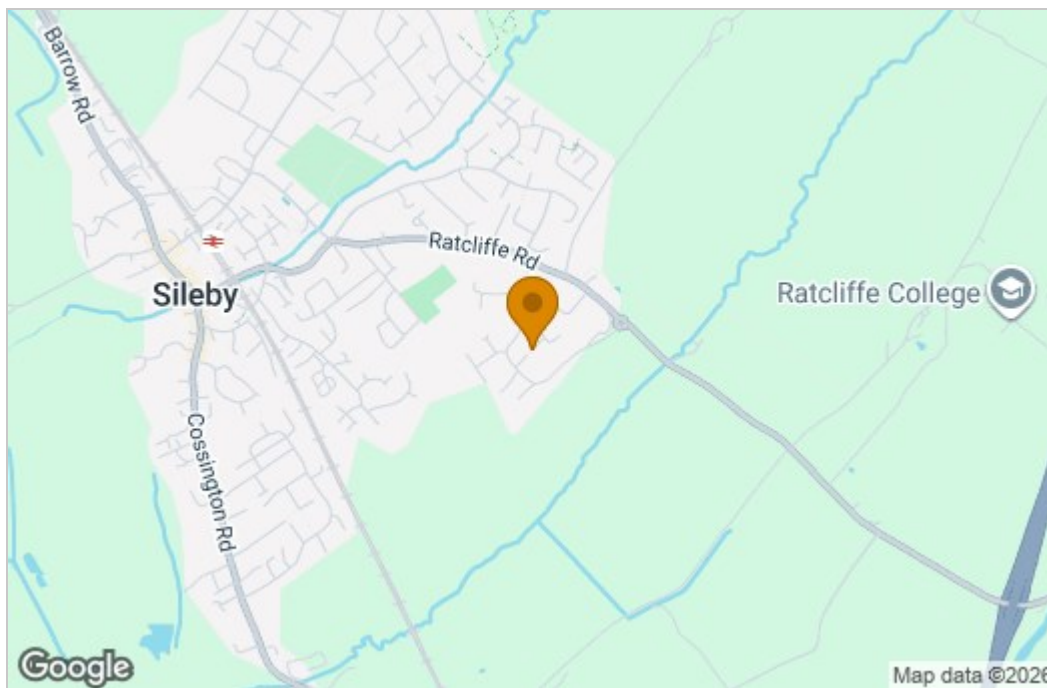 Barrow Rd
Ratcliffe Rd
Sileby
Ratcliffe College
Cossington Rd
Google
Map data ©2026